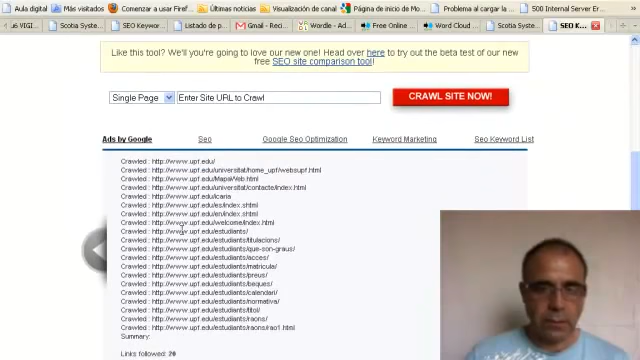 Aula digital Más visitados Comenzar a usar Firef... Últimas noticias Visualización de canal Página de inicio de Mo... Problema al cargar la ... 500 Internal Server Er...
us VIGI... Scotia Syste... SEO Keyword... Listado de p... Gmail - Reci... Wordle - Ad... Free Online ... Word Cloud ... Scotia Syste... SEO K...
Like this tool? We'll you're going to love our new one! Head over here to try out the beta test of our new
free SEO site comparison tool!
Single Page Enter Site URL to Crawl CRAWL SITE NOW!
Ads by Google Seo Google Seo Optimization Keyword Marketing Seo Keyword List
Crawled : http://www.upf.edu/
Crawled : http://www.upf.edu/universitat/home_upf/websupf.html
Crawled : http://www.upf.edu/MapaWeb.html
Crawled : http://www.upf.edu/universitat/contacte/index.html
Crawled : http://www.upf.edu/icaria
Crawled : http://www.upf.edu/es/index.shtml
Crawled : http://www.upf.edu/en/index.shtml
Crawled : http://www.upf.edu/welcome/index.html
Crawled : http://www.upf.edu/estudiants/
Crawled : http://www.upf.edu/estudiants/titulacions/
Crawled : http://www.upf.edu/estudiants/que-son-graus/
Crawled : http://www.upf.edu/estudiants/acces/
Crawled : http://www.upf.edu/estudiants/matricula/
Crawled : http://www.upf.edu/estudiants/preus/
Crawled : http://www.upf.edu/estudiants/beques/
Crawled : http://www.upf.edu/estudiants/calendari/
Crawled : http://www.upf.edu/estudiants/normativa/
Crawled : http://www.upf.edu/estudiants/titol/
Crawled : http://www.upf.edu/estudiants/raons/
Crawled : http://www.upf.edu/estudiants/raons/rao1.html
Summary:
Links followed: 20